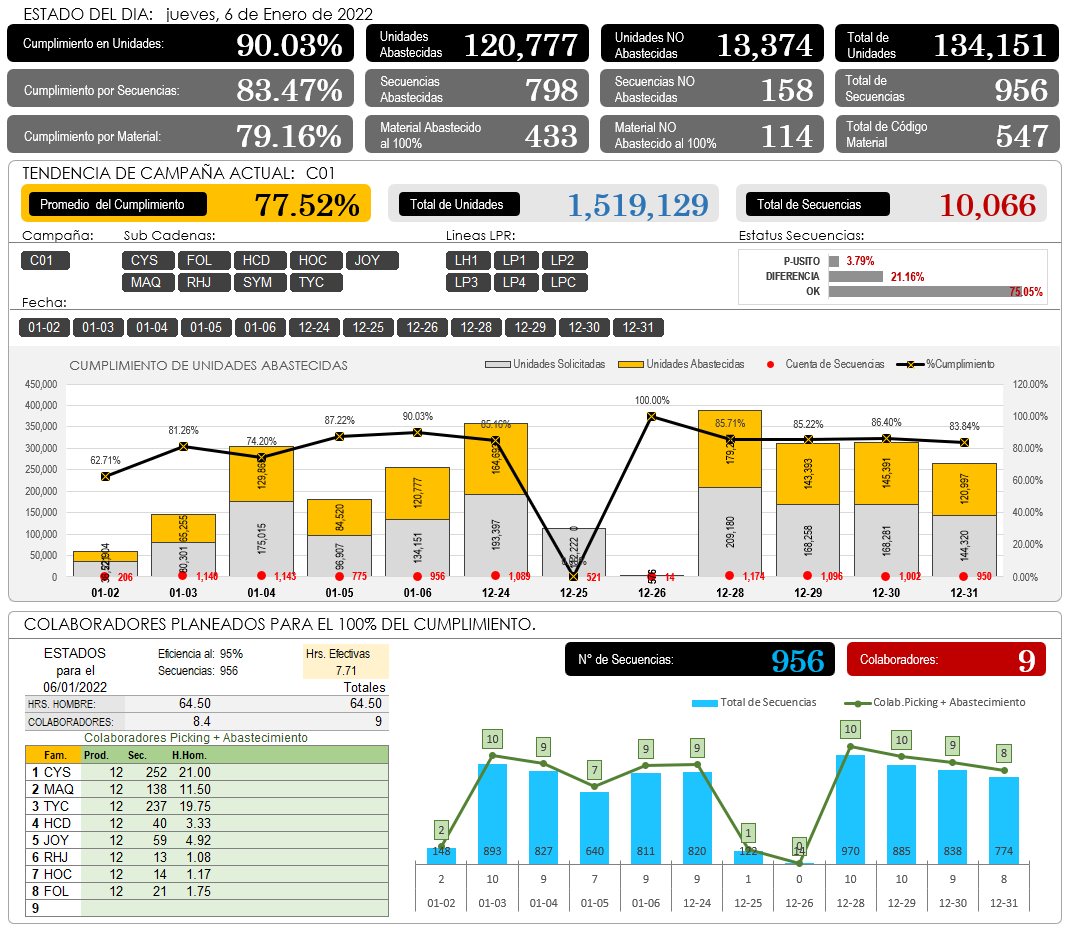 ESTADO DEL DIA: jueves, 6 de Enero de 2022
Cumplimiento en Unidades: 90.03%
Unidades Abastecidas 120,777
Unidades NO Abastecidas 13,374
Total de Unidades 134,151
Cumplimiento por Secuencias: 83.47%
Secuencias Abastecidas 798
Secuencias NO Abastecidas 158
Total de Secuencias 956
Cumplimiento por Material: 79.16%
Material Abastecido al 100% 433
Material NO Abastecido al 100% 114
Total de Código Material 547
TENDENCIA DE CAMPAÑA ACTUAL: C01
Promedio del Cumplimiento 77.52%
Total de Unidades 1,519,129
Total de Secuencias 10,066
Campaña: Sub Cadenas: Lineas LPR: Estatus Secuencias:
C01 CYS FOL HCD HOC JOY LH1 LP1 LP2
MAQ RHJ SYM TYC LP3 LP4 LPC
P-USITO 3.79%
DIFERENCIA 21.16%
OK 75.05%
Fecha:
01-02 01-03 01-04 01-05 01-06 12-24 12-25 12-26 12-28 12-29 12-30 12-31
CUMPLIMIENTO DE UNIDADES ABASTECIDAS
Unidades Solicitadas Unidades Abastecidas Cuenta de Secuencias %Cumplimiento
450,000 400,000 350,000 300,000 250,000 200,000 150,000 100,000 50,000 0
120.00% 100.00% 80.00% 60.00% 40.00% 20.00% 0.00%
62.71% 81.26% 74.20% 87.22% 90.03% 85.16% 100.00% 85.71% 85.22% 86.40% 83.84%
65,255 84,520 120,777 0 143,393 145,391 120,997
80,301 175,015 96,907 134,151 193,397 209,180 168,258 168,281 144,320
206 1,140 1,143 775 956 1,089 521 14 1,174 1,096 1,002 950
01-02 01-03 01-04 01-05 01-06 12-24 12-25 12-26 12-28 12-29 12-30 12-31
COLABORADORES PLANEADOS PARA EL 100% DEL CUMPLIMIENTO.
ESTADOS para el 06/01/2022
Eficiencia al: 95%
Secuencias: 956
Hrs. Efectivas
7.71
Totales
HRS. HOMBRE: 64.50 64.50
COLABORADORES: 8.4 9
Colaboradores Picking + Abastecimiento
Fam. Prod. Sec. H.Hom.
1 CYS 12 252 21.00
2 MAQ 12 138 11.50
3 TYC 12 237 19.75
4 HCD 12 40 3.33
5 JOY 12 59 4.92
6 RHJ 12 13 1.08
7 HOC 12 14 1.17
8 FOL 12 21 1.75
9
N° de Secuencias: 956
Colaboradores: 9
Total de Secuencias Colab.Picking + Abastecimiento
2 10 9 7 9 9 1 0 10 10 9 8
148 893 827 640 811 820 122 14 970 885 838 774
2 10 9 7 9 9 1 0 10 10 9 8
01-02 01-03 01-04 01-05 01-06 12-24 12-25 12-26 12-28 12-29 12-30 12-31